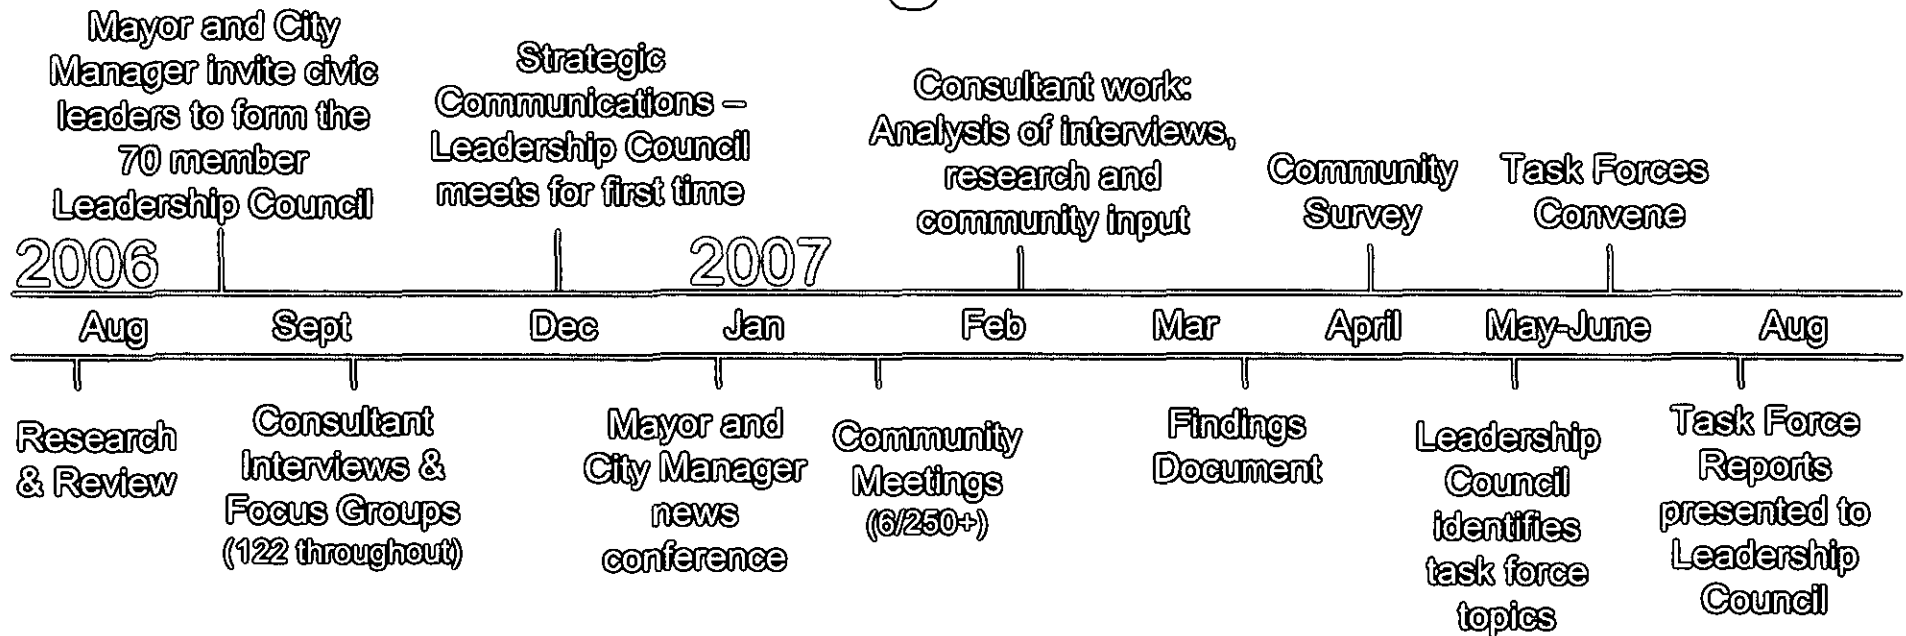 Mayor and City
Manager invite civic
leaders to form the
70 member
Leadership Council
Strategic
Communications –
Leadership Council
meets for first time
Consultant work:
Analysis of interviews,
research and
community input
Community
Survey
Task Forces
Convene
2006
2007
Aug
Sept
Dec
Jan
Feb
Mar
April
May-June
Aug
Research
& Review
Consultant
Interviews &
Focus Groups
(122 throughout)
Mayor and
City Manager
news
conference
Community
Meetings
(6/250+)
Findings
Document
Leadership
Council
identifies
task force
topics
Task Force
Reports
presented to
Leadership
Council